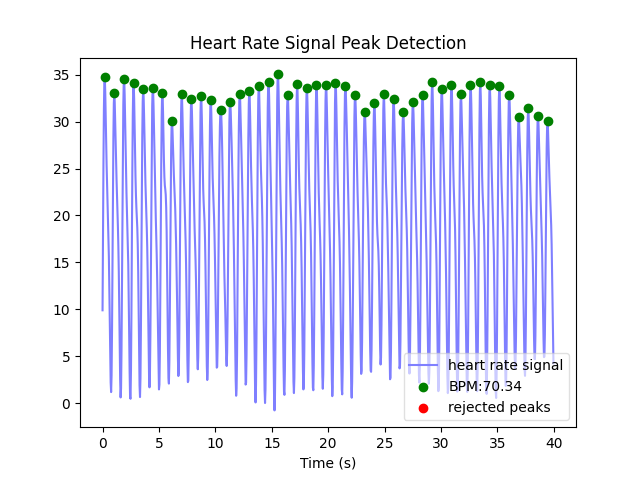 Heart Rate Signal Peak Detection
35
30
25
20
15
10
5
0
heart rate signal
BPM:70.34
rejected peaks
0 5 10 15 20 25 30 35 40
Time (s)